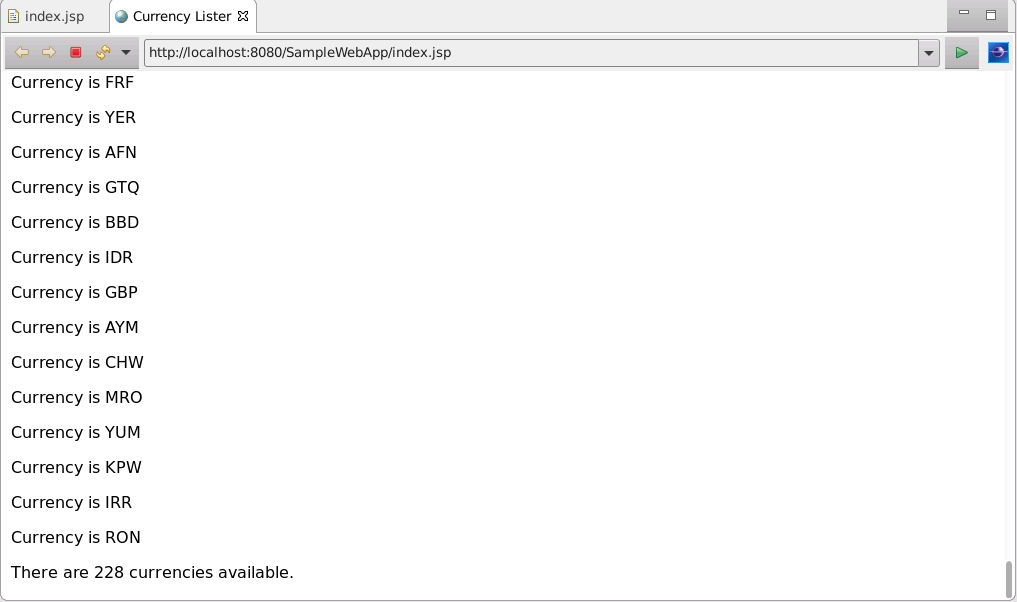 index.jsp
Currency Lister
http://localhost:8080/SampleWebApp/index.jsp
Currency is FRF
Currency is YER
Currency is AFN
Currency is GTQ
Currency is BBD
Currency is IDR
Currency is GBP
Currency is AYM
Currency is CHW
Currency is MRO
Currency is YUM
Currency is KPW
Currency is IRR
Currency is RON
There are 228 currencies available.